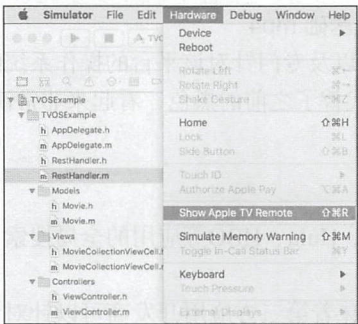 Simulator File Edit Hardware Debug Window Help
Device
Reboot
Rotate Left
Rotate Right
Shake Gesture ⌃⌘Z
Home ⇧⌘H
Lock ⌘L
Side Button
Touch ID
Authorize Apple Pay
Show Apple TV Remote ⇧⌘R
Simulate Memory Warning ⇧⌘M
Toggle In-Call Status Bar ⌘Y
Keyboard
Touch Pressure
External Displays
TVOSExample
TVOSExample
h AppDelegate.h
m AppDelegate.m
h RestHandler.h
m RestHandler.m
Models
h Movie.h
m Movie.m
Views
h MovieCollectionViewCell.h
m MovieCollectionViewCell.
Controllers
h ViewController.h
m ViewController.m